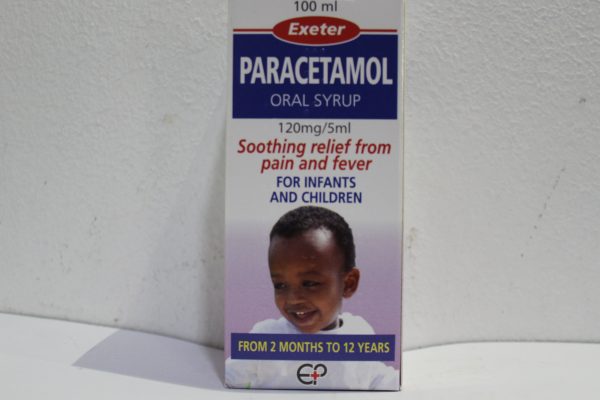 100 ml
Exeter
PARACETAMOL
ORAL SYRUP
120mg/5ml
Soothing relief from
pain and fever
FOR INFANTS
AND CHILDREN
FROM 2 MONTHS TO 12 YEARS
EP